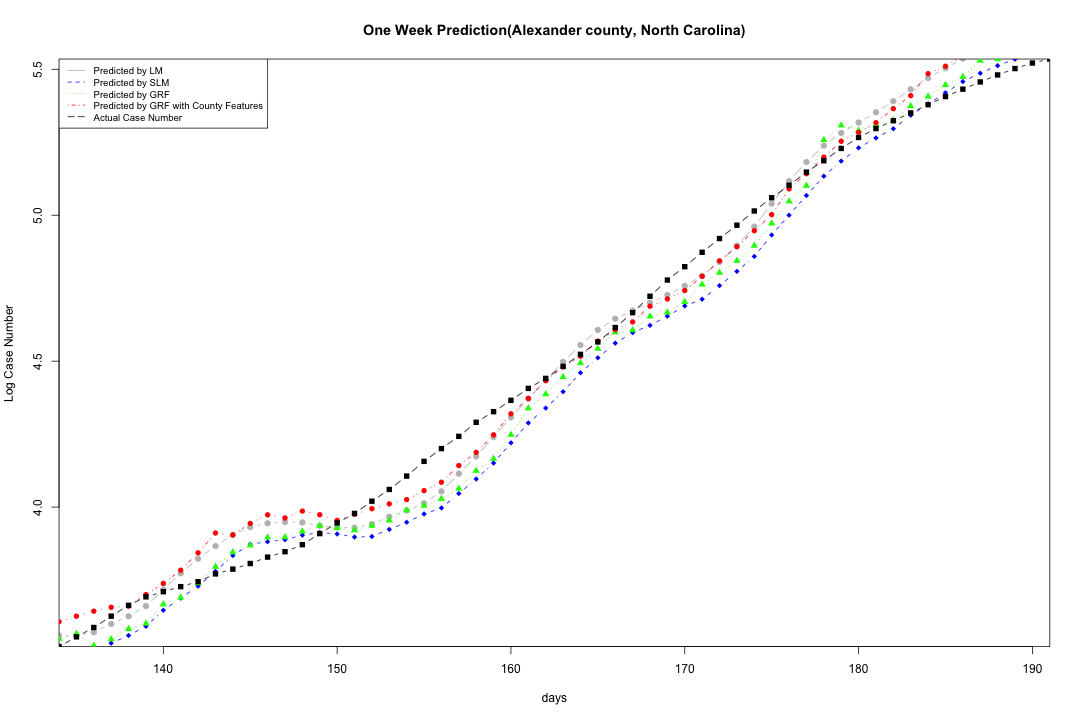 One Week Prediction(Alexander county, North Carolina)
Predicted by LM
Predicted by SLM
Predicted by GRF
Predicted by GRF with County Features
Actual Case Number
5.5
5.0
4.5
4.0
Log Case Number
140 150 160 170 180 190
days